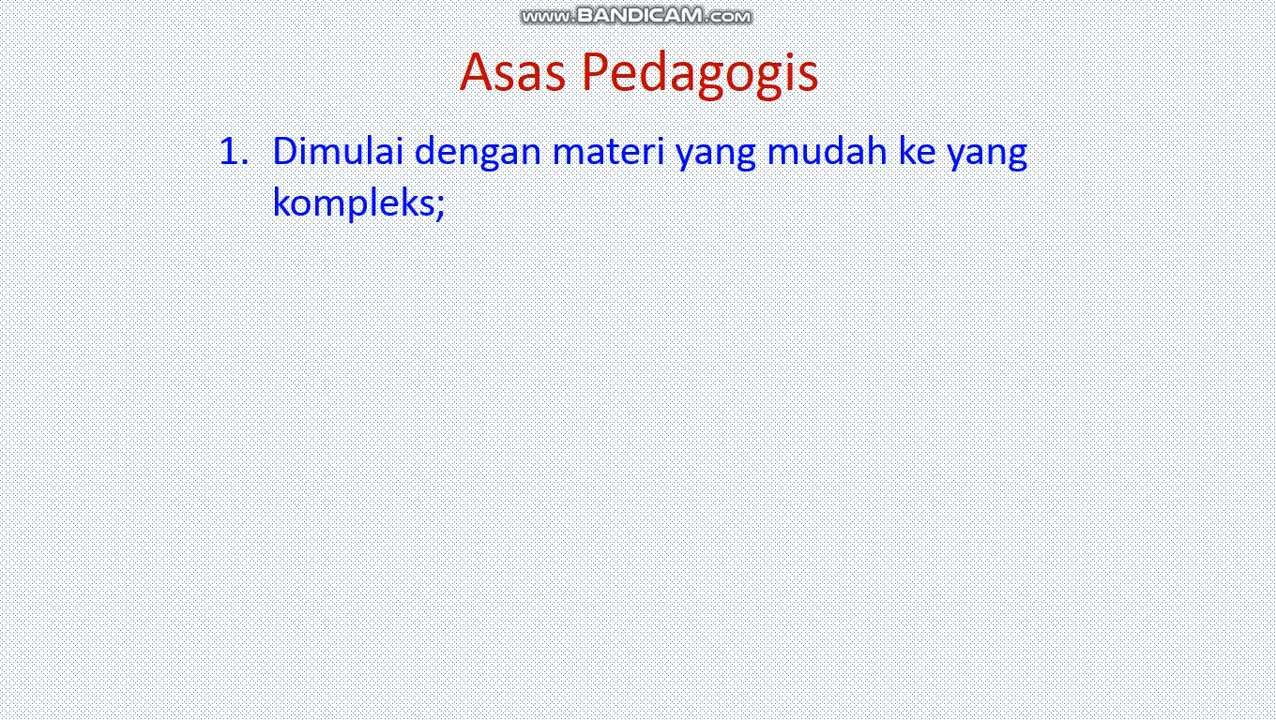 www.BANDICAM.com
Asas Pedagogis
1. Dimulai dengan materi yang mudah ke yang
kompleks;